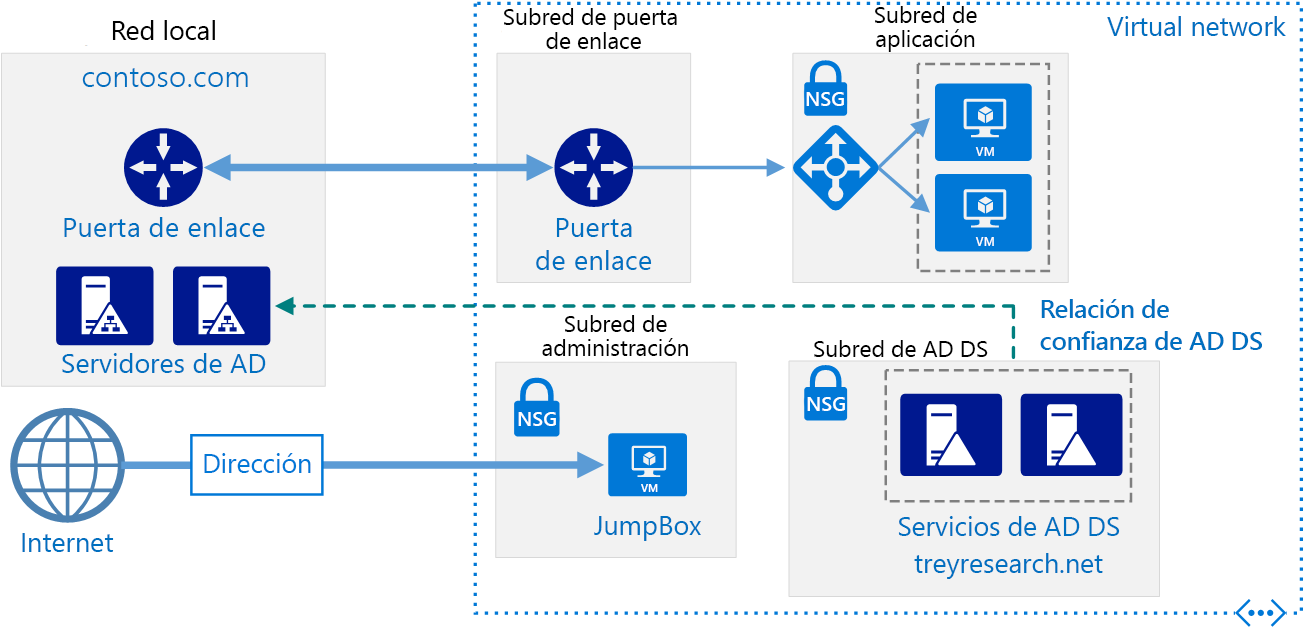 Red local
contoso.com
Puerta de enlace
Servidores de AD
Internet
Dirección
Virtual network
Subred de puerta
de enlace
Puerta
de enlace
Subred de
aplicación
NSG
VM
VM
Relación de
confianza de AD DS
Subred de
administración
NSG
VM
JumpBox
Subred de AD DS
NSG
Servicios de AD DS
treyresearch.net